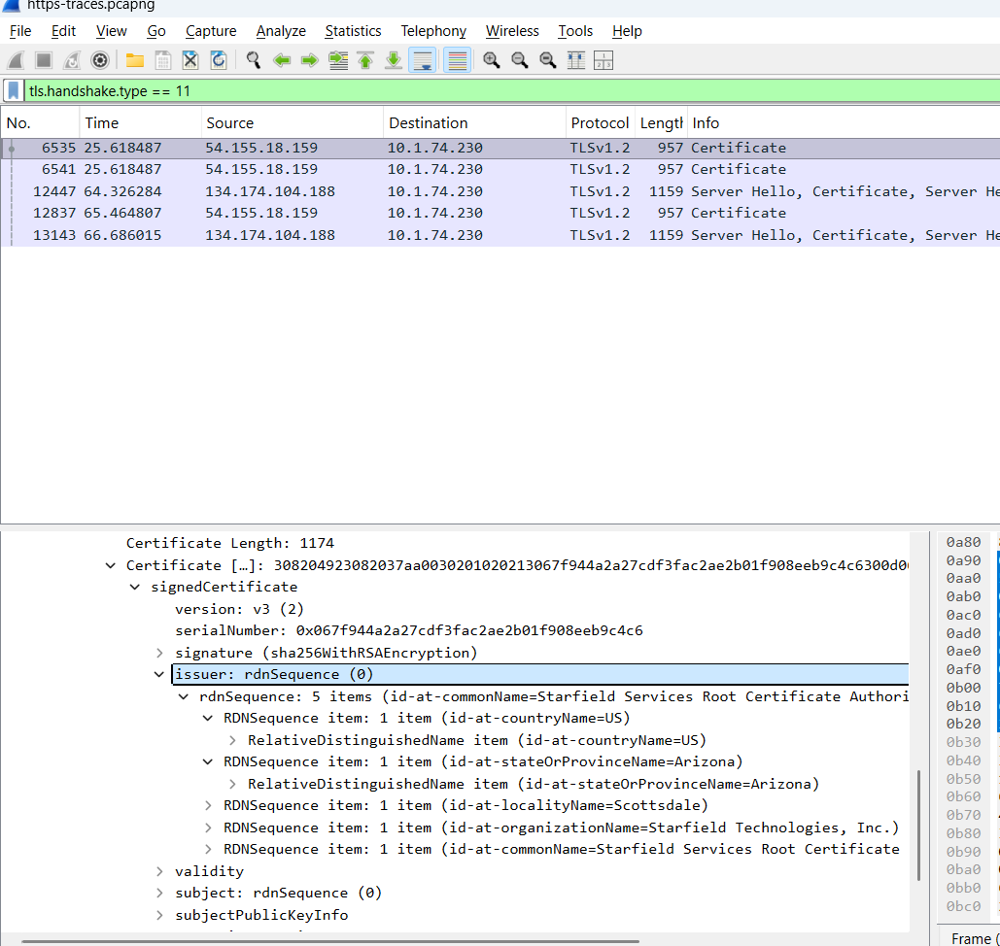 https-traces.pcapng
File Edit View Go Capture Analyze Statistics Telephony Wireless Tools Help
tls.handshake.type == 11
No. Time Source Destination Protocol Length Info
6535 25.618487 54.155.18.159 10.1.74.230 TLSv1.2 957 Certificate
6541 25.618487 54.155.18.159 10.1.74.230 TLSv1.2 957 Certificate
12447 64.326284 134.174.104.188 10.1.74.230 TLSv1.2 1159 Server Hello, Certificate, Server He
12837 65.464807 54.155.18.159 10.1.74.230 TLSv1.2 957 Certificate
13143 66.686015 134.174.104.188 10.1.74.230 TLSv1.2 1159 Server Hello, Certificate, Server He
Certificate Length: 1174
Certificate […]: 308204923082037aa0030201020213067f944a2a27cdf3fac2ae2b01f908eeb9c4c6300d0
signedCertificate
version: v3 (2)
serialNumber: 0x067f944a2a27cdf3fac2ae2b01f908eeb9c4c6
signature (sha256WithRSAEncryption)
issuer: rdnSequence (0)
rdnSequence: 5 items (id-at-commonName=Starfield Services Root Certificate Authori
RDNSequence item: 1 item (id-at-countryName=US)
RelativeDistinguishedName item (id-at-countryName=US)
RDNSequence item: 1 item (id-at-stateOrProvinceName=Arizona)
RelativeDistinguishedName item (id-at-stateOrProvinceName=Arizona)
RDNSequence item: 1 item (id-at-localityName=Scottsdale)
RDNSequence item: 1 item (id-at-organizationName=Starfield Technologies, Inc.)
RDNSequence item: 1 item (id-at-commonName=Starfield Services Root Certificate
validity
subject: rdnSequence (0)
subjectPublicKeyInfo
0a80
0a90
0aa0
0ab0
0ac0
0ad0
0ae0
0af0
0b00
0b10
0b20
0b30
0b40
0b50
0b60
0b70
0b80
0b90
0ba0
0bb0
0bc0
Frame (